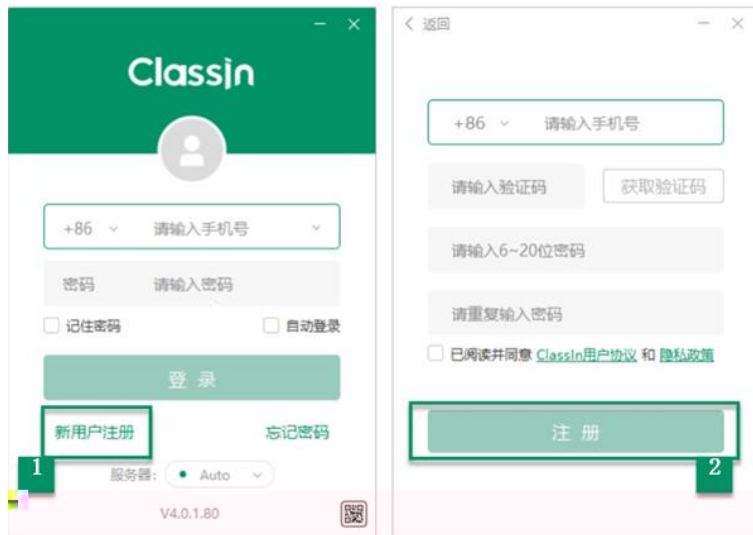 ClassIn
+86 请输入手机号
密码 请输入密码
记住密码 自动登录
登 录
新用户注册 忘记密码
1
服务器: Auto
V4.0.1.80
返回
+86 请输入手机号
请输入验证码 获取验证码
请输入6~20位密码
请重复输入密码
已阅读并同意 ClassIn用户协议 和 隐私政策
注 册
2